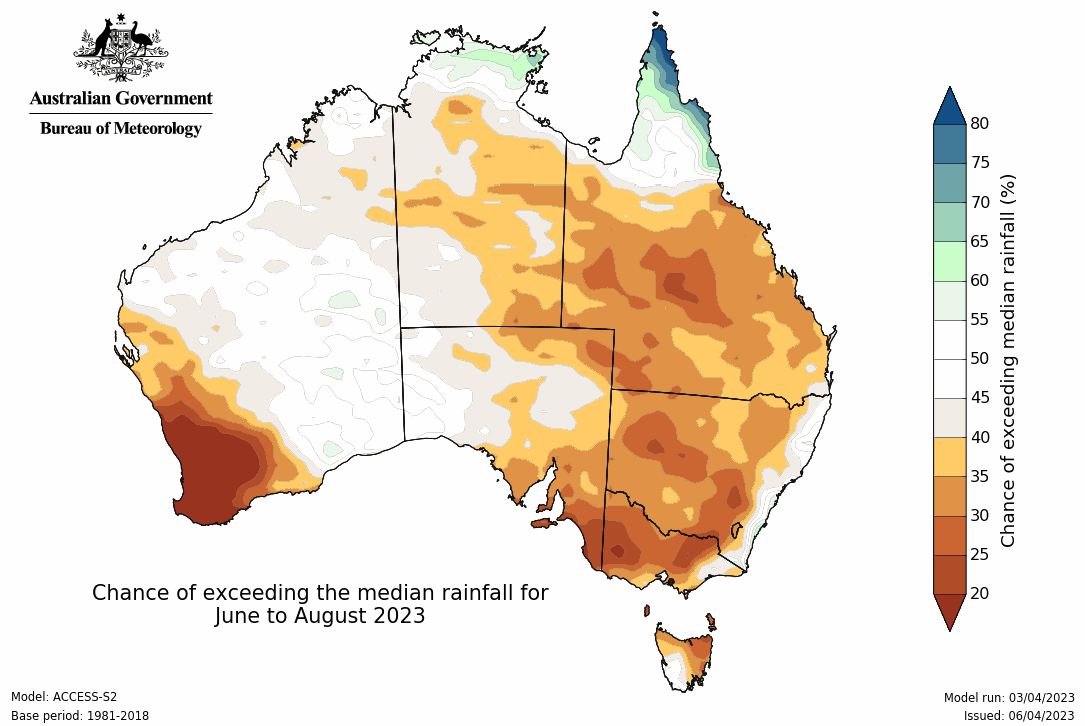 Australian Government
Bureau of Meteorology
80
75
70
65
60
55
50
45
40
35
30
25
20
Chance of exceeding median rainfall (%)
Chance of exceeding the median rainfall for
June to August 2023
Model: ACCESS-S2
Base period: 1981-2018
Model run: 03/04/2023
Issued: 06/04/2023